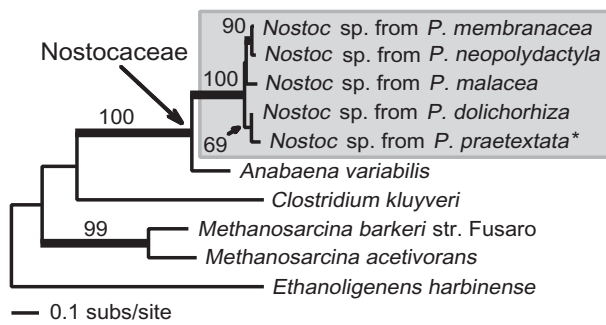 90
Nostoc sp. from P. membranacea
Nostocaceae
Nostoc sp. from P. neopolydactyla
100
Nostoc sp. from P. malacea
100
Nostoc sp. from P. dolichorhiza
69
Nostoc sp. from P. praetextata*
Anabaena variabilis
Clostridium kluyveri
99
Methanosarcina barkeri str. Fusaro
Methanosarcina acetivorans
Ethanoligenens harbinense
0.1 subs/site